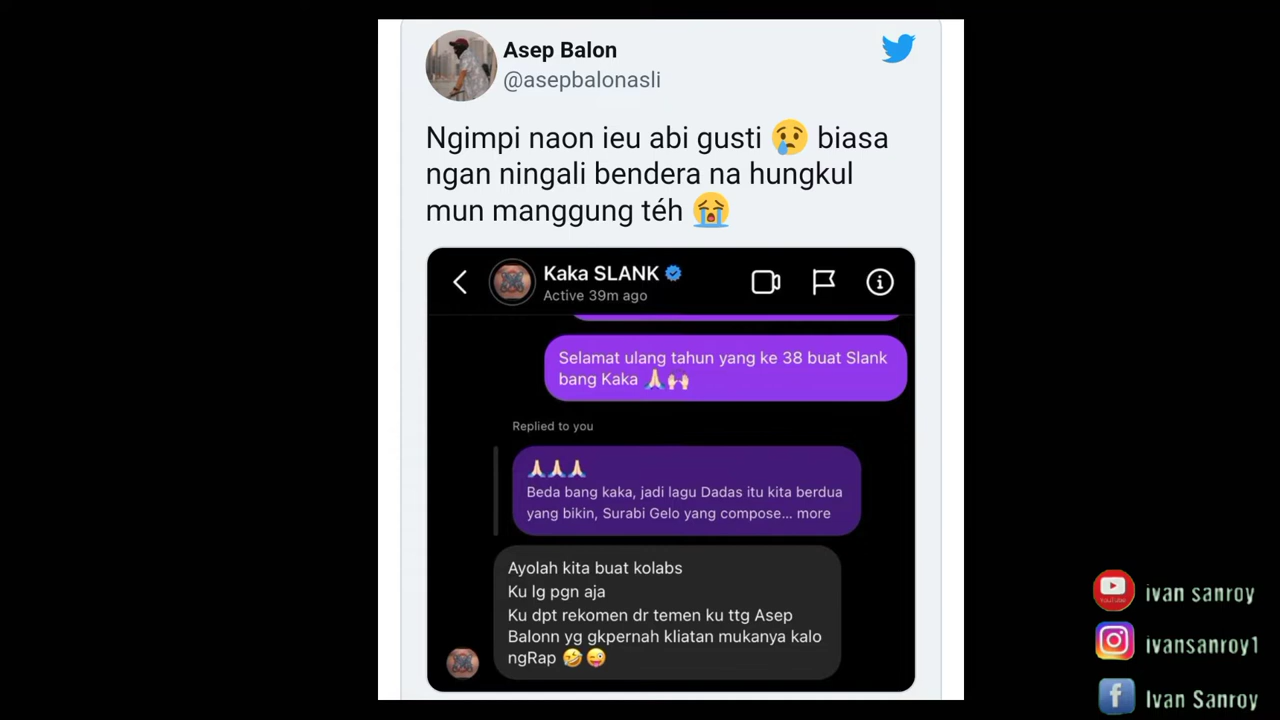 Asep Balon
@asepbalonasli
Ngimpi naon ieu abi gusti 😢 biasa
ngan ningali bendera na hungkul
mun manggung téh 😭
Kaka SLANK
Active 39m ago
Selamat ulang tahun yang ke 38 buat Slank
bang Kaka 🙏🏻🙌🏻
Replied to you
🙏🏻🙏🏻🙏🏻
Beda bang kaka, jadi lagu Dadas itu kita berdua
yang bikin, Surabi Gelo yang compose... more
Ayolah kita buat kolabs
Ku lg pgn aja
Ku dpt rekomen dr temen ku ttg Asep
Balonn yg gkpernah kliatan mukanya kalo
ngRap 🤣😜
ivan sanroy
ivansanroy1
Ivan Sanroy